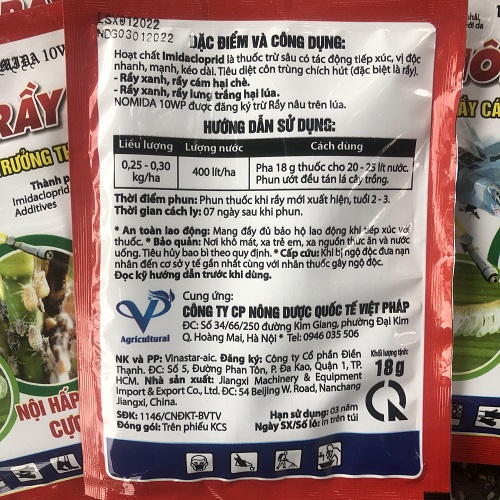 LSX012022
NDS03012022
ĐẶC ĐIỂM VÀ CÔNG DỤNG:
Hoạt chất Imidacloprid là thuốc trừ sâu có tác động tiếp xúc, vị độc
nhanh, mạnh, kéo dài. Tiêu diệt côn trùng chích hút (đặc biệt là rầy).
- Rầy xanh, rầy cám hại chè.
- Rầy xanh, rầy lưng trắng hại lúa.
NOMIDA 10WP được đăng ký trừ Rầy nâu trên lúa.
HƯỚNG DẪN SỬ DỤNG:
Liều lượng Lượng nước Cách dùng
0,25 - 0,30 kg/ha 400 lít/ha Pha 18 g thuốc cho 20 - 25 lít nước.
Phun ướt đều tán lá cây trồng.
Thời điểm phun: Phun thuốc khi rầy mới xuất hiện, tuổi 2 - 3.
Thời gian cách ly: 07 ngày sau khi phun.
* An toàn lao động: Mang đầy đủ bảo hộ lao động khi tiếp xúc với
thuốc. * Bảo quản: Nơi khô mát, xa trẻ em, xa nguồn thức ăn và nước
uống. Tiêu hủy bao bì theo quy định. * Cấp cứu: Khi bị ngộ độc đưa nạn
nhân đến cơ sở y tế gần nhất cùng với nhãn thuốc gây ngộ độc.
Đọc kỹ hướng dẫn trước khi dùng.
Cung ứng:
CÔNG TY CP NÔNG DƯỢC QUỐC TẾ VIỆT PHÁP
ĐC: Số 34/66/250 đường Kim Giang, phường Đại Kim
Q, Hoàng Mai, Hà Nội * Tel: 0946 035 506
Agricultural
NK và PP: Vinastar-aic. Đăng ký: Công ty Cổ phần Điền
Thạnh. ĐC: Số 5, Đường Phan Tôn, P. Đa Kao, Quận 1, TP.
HCM. Nhà sản xuất: Jiangxi Machinery & Equipment
Import & Export Co., Ltd. ĐC: 54 Beijing W. Road, Nanchang
Jiangxi, China.
Khối lượng tịnh:
18g
SĐK: 1146/CNĐKT-BVTV
Đóng gói: Trên phiếu KCS
Hạn sử dụng: 03 năm
Ngày SX/Số lô: In trên túi
MIDA 10W
RẦY
TRƯỞNG TH
Thành p
Imidacloprid
Additives
NỘI HẤP
CỰC
ẦY CÁ